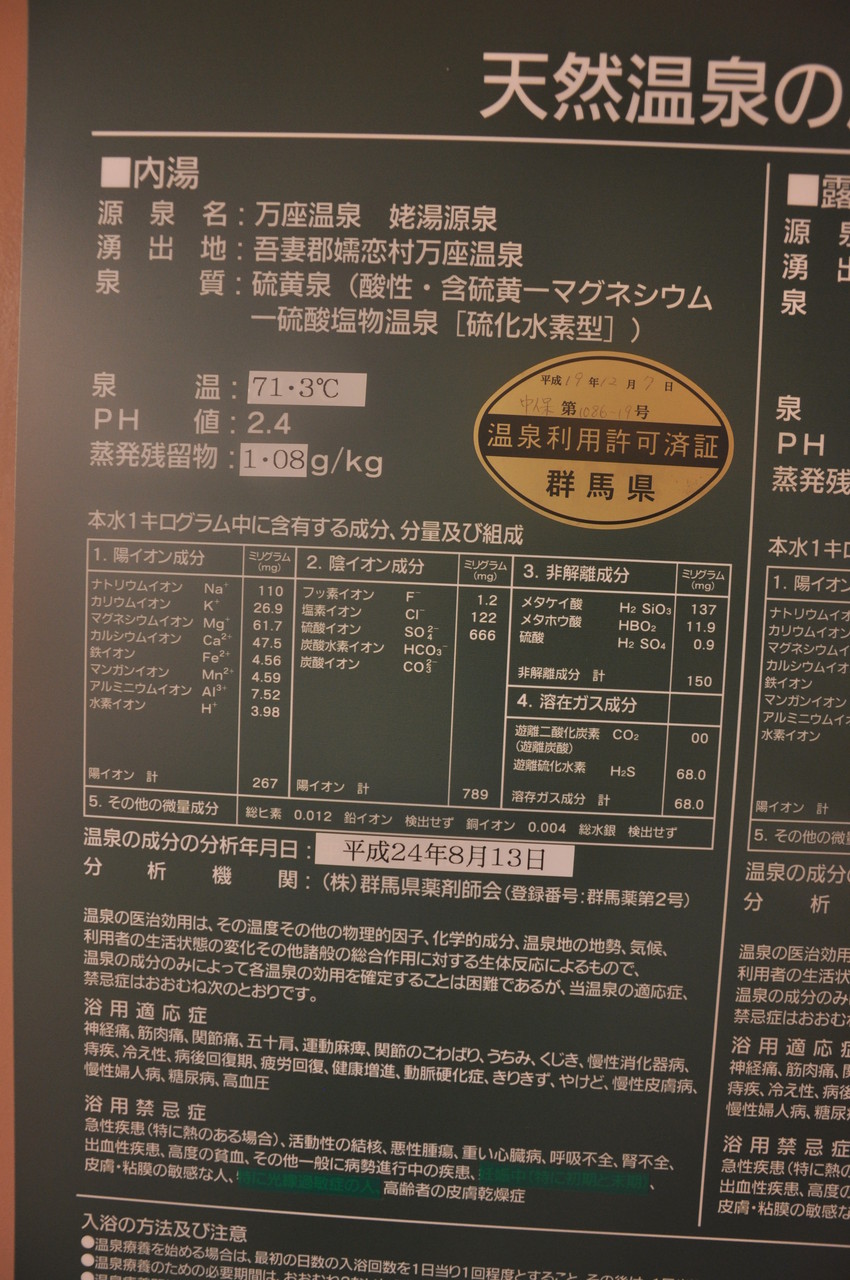 天然温泉の
■内湯
源泉名：万座温泉　姥湯源泉
湧出地：吾妻郡嬬恋村万座温泉
泉質：硫黄泉（酸性・含硫黄ーマグネシウム
ー硫酸塩物温泉［硫化水素型］）
泉温：71・3℃
ＰＨ値：2.4
蒸発残留物：1・08g/kg
平成19年12月7日
中保第1086-19号
温泉利用許可済証
群馬県
本水1キログラム中に含有する成分、分量及び組成
1. 陽イオン成分　ミリグラム(mg)
ナトリウムイオン　Na⁺　110
カリウムイオン　K⁺　26.9
マグネシウムイオン　Mg⁺　61.7
カルシウムイオン　Ca²⁺　47.5
鉄イオン　Fe²⁺　4.56
マンガンイオン　Mn²⁺　4.59
アルミニウムイオン　Al³⁺　7.52
水素イオン　H⁺　3.98
陽イオン　計　267
2. 陰イオン成分　ミリグラム(mg)
フッ素イオン　F⁻　1.2
塩素イオン　Cl⁻　122
硫酸イオン　SO₄²⁻　666
炭酸水素イオン　HCO₃⁻
炭酸イオン　CO₃²⁻
陽イオン　計　789
3. 非解離成分　ミリグラム(mg)
メタケイ酸　H₂ SiO₃　137
メタホウ酸　HBO₂　11.9
硫酸　H₂ SO₄　0.9
非解離成分　計　150
4. 溶在ガス成分
遊離二酸化炭素　CO₂　00
(遊離炭酸)
遊離硫化水素　H₂S　68.0
溶存ガス成分　計　68.0
5. その他の微量成分　総ヒ素　0.012　鉛イオン　検出せず　銅イオン　0.004　総水銀　検出せず
温泉の成分の分析年月日：平成24年8月13日
分析機関：（株）群馬県薬剤師会（登録番号：群馬薬第2号）
温泉の医治効用は、その温度その他の物理的因子、化学的成分、温泉地の地勢、気候、
利用者の生活状態の変化その他諸般の総合作用に対する生体反応によるもので、
温泉の成分のみによって各温泉の効用を確定することは困難であるが、当温泉の適応症、
禁忌症はおおむね次のとおりです。
浴用適応症
神経痛、筋肉痛、関節痛、五十肩、運動麻痺、関節のこわばり、うちみ、くじき、慢性消化器病、
痔疾、冷え性、病後回復期、疲労回復、健康増進、動脈硬化症、きりきず、やけど、慢性皮膚病、
慢性婦人病、糖尿病、高血圧
浴用禁忌症
急性疾患（特に熱のある場合）、活動性の結核、悪性腫瘍、重い心臓病、呼吸不全、腎不全、
出血性疾患、高度の貧血、その他一般に病勢進行中の疾患、妊娠中（特に初期と末期）、
皮膚・粘膜の敏感な人、特に光線過敏症の人、高齢者の皮膚乾燥症
入浴の方法及び注意
●温泉療養を始める場合は、最初の日数の入浴回数を1日当り1回程度とすること。
●温泉療養のための必要期間は、おおむね
■露
源泉
湧出
泉
泉
ＰＨ
蒸発残
本水1キロ
1. 陽イオン
ナトリウムイオ
カリウムイオン
マグネシウムイ
カルシウムイオ
鉄イオン
マンガンイオン
アルミニウムイ
水素イオン
陽イオン　計
5. その他の微
温泉の成分の
分析
温泉の医治効用
利用者の生活状
温泉の成分のみ
禁忌症はおおむ
浴用適応症
神経痛、筋肉痛、
痔疾、冷え性、病
慢性婦人病、糖尿
浴用禁忌症
急性疾患（特に熱の
出血性疾患、高度の
皮膚・粘膜の敏感な